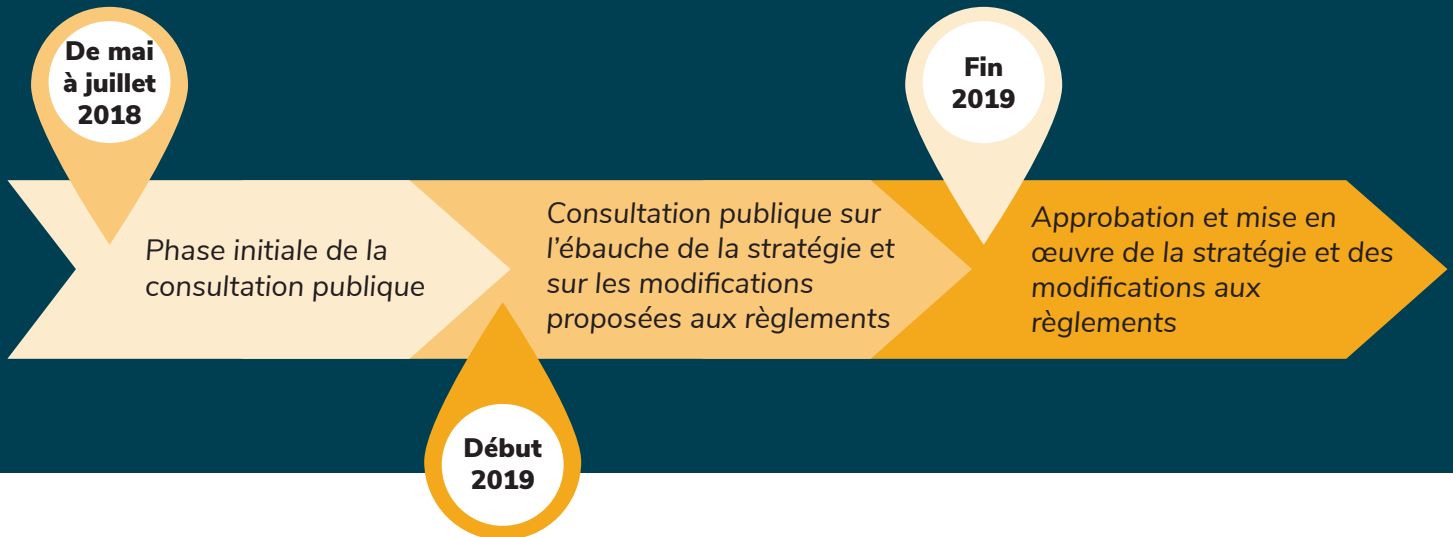 De mai
à juillet
2018
Phase initiale de la
consultation publique
Début
2019
Consultation publique sur
l’ébauche de la stratégie et
sur les modifications
proposées aux règlements
Fin
2019
Approbation et mise en
œuvre de la stratégie et des
modifications aux
règlements